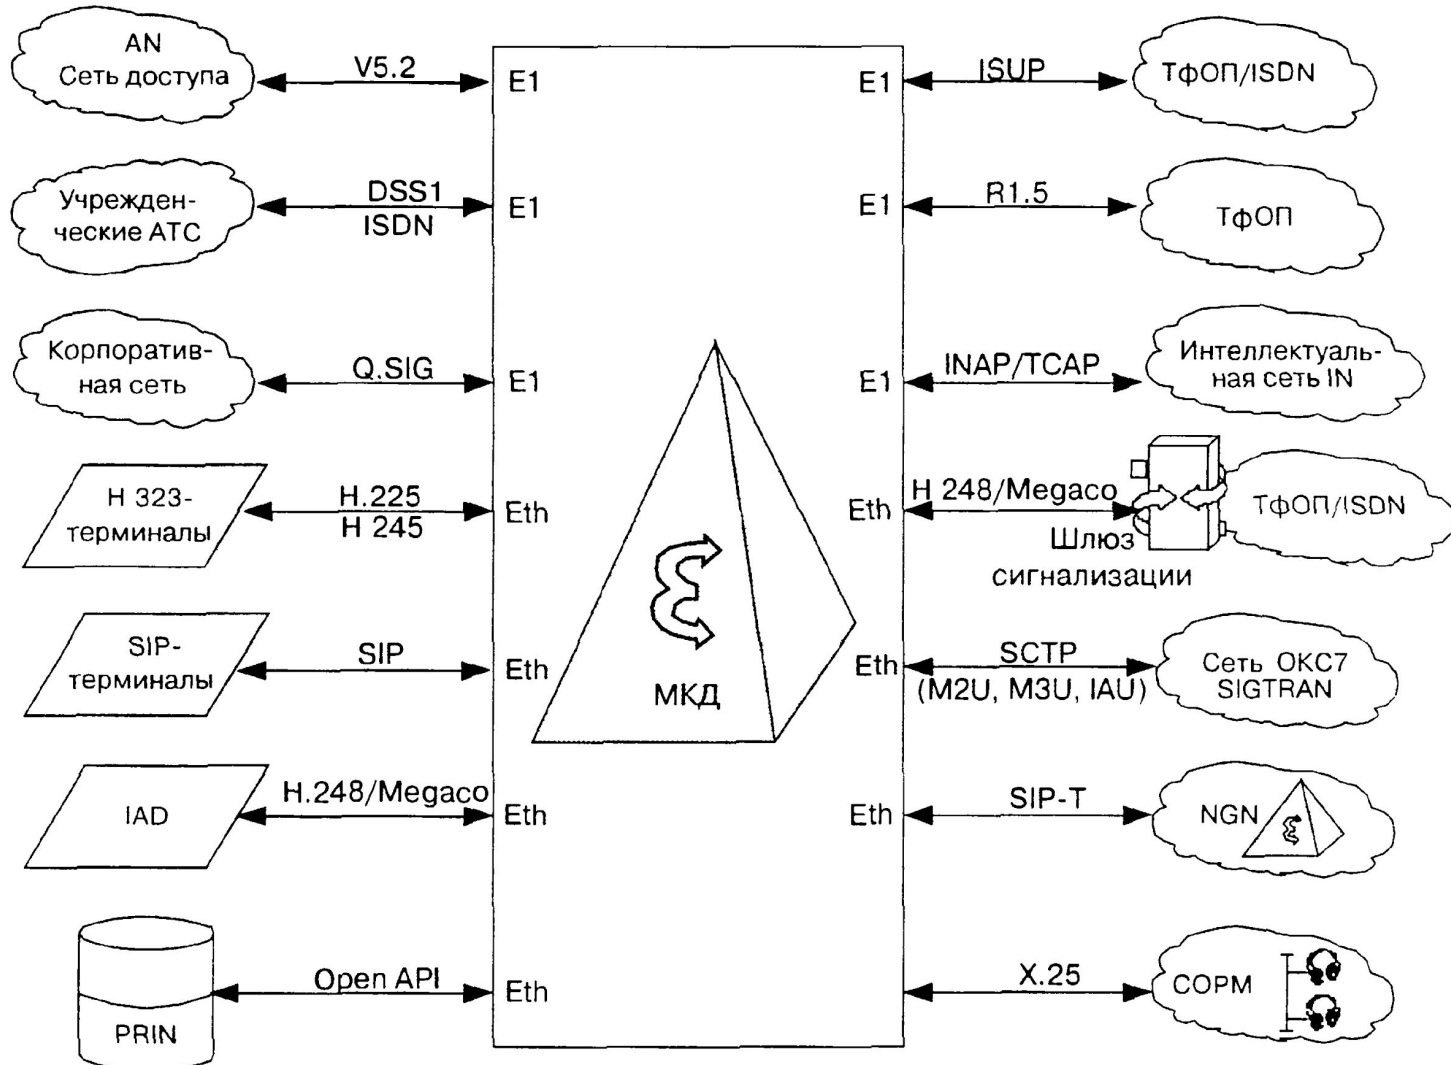 AN
Сеть доступа
V5.2
E1
E1
ISUP
ТфОП/ISDN
Учрежден-
ческие АТС
DSS1
ISDN
E1
E1
R1.5
ТфОП
Корпоратив-
ная сеть
Q.SIG
E1
E1
INAP/TCAP
Интеллектуаль-
ная сеть IN
H 323-
терминалы
H.225
H 245
Eth
Eth
H 248/Megaco
Шлюз
сигнализации
ТфОП/ISDN
SIP-
терминалы
SIP
Eth
МКД
Eth
SCTP
(M2U, M3U, IAU)
Сеть ОКС7
SIGTRAN
IAD
H.248/Megaco
Eth
Eth
SIP-T
NGN
PRIN
Open API
Eth
X.25
СОРМ